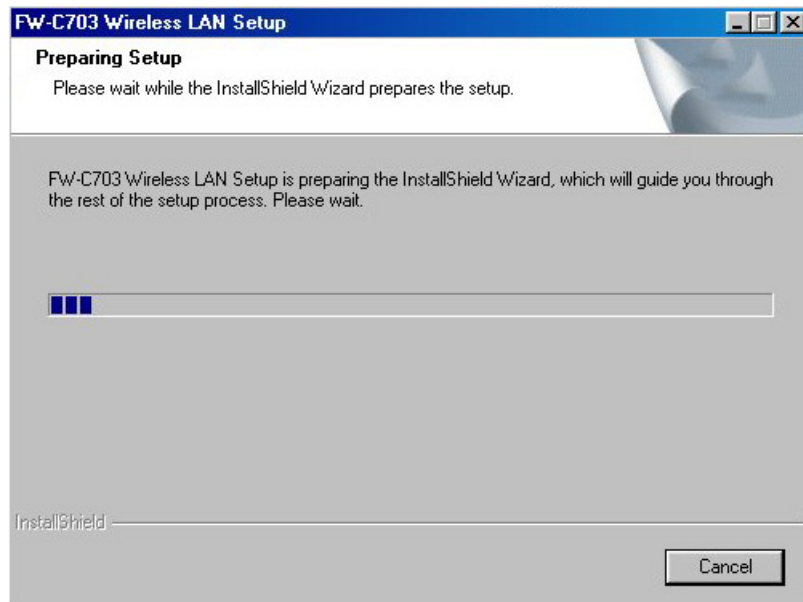 FW-C703 Wireless LAN Setup
Preparing Setup
Please wait while the InstallShield Wizard prepares the setup.
FW-C703 Wireless LAN Setup is preparing the InstallShield Wizard, which will guide you through
the rest of the setup process. Please wait.
InstallShield
Cancel